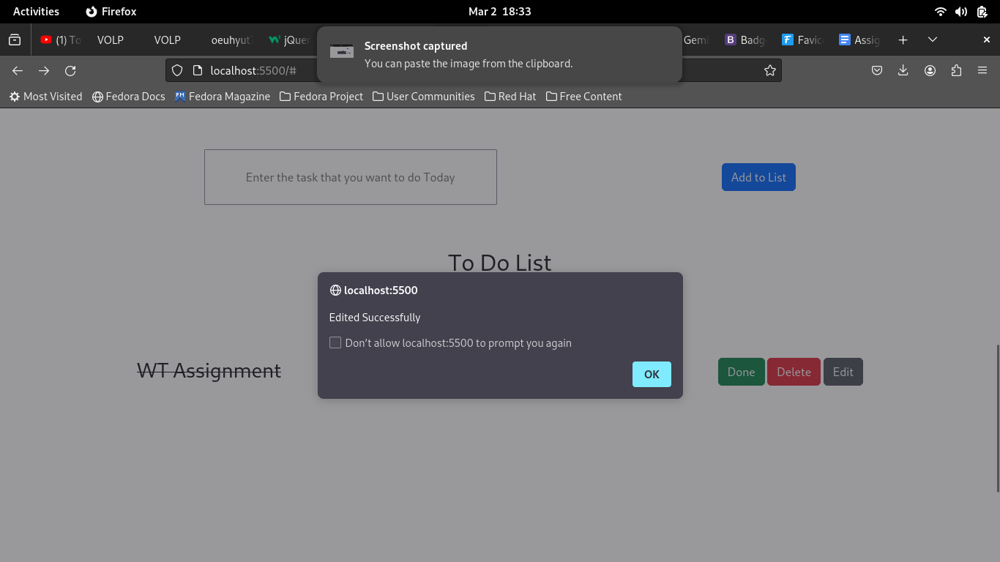 Activities Firefox Mar 2 18:33
(1) To VOLP VOLP oeuhyut jQuer Gemi Badg Favic Assig
Screenshot captured
You can paste the image from the clipboard.
localhost:5500/#
Most Visited Fedora Docs Fedora Magazine Fedora Project User Communities Red Hat Free Content
Enter the task that you want to do Today
Add to List
To Do List
localhost:5500
Edited Successfully
Don't allow localhost:5500 to prompt you again
OK
WT Assignment
Done Delete Edit